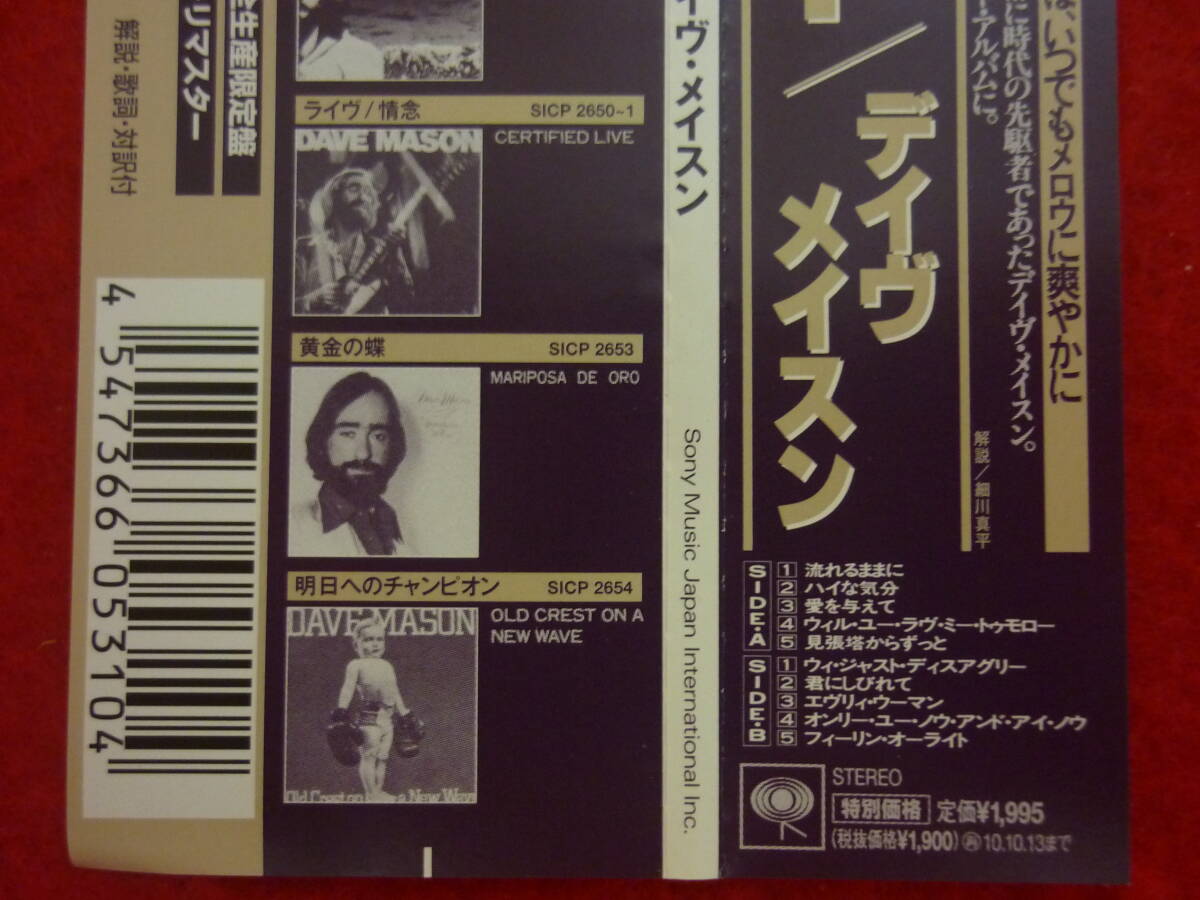 全生産限定盤
リマスター
解説・歌詞・対訳付
4 547366 053104
ライヴ/情念 SICP 2650~1
CERTIFIED LIVE
DAVE MASON
黄金の蝶 SICP 2653
MARIPOSA DE ORO
明日へのチャンピオン SICP 2654
OLD CREST ON A
NEW WAVE
DAVE MASON
Old Crest on a New Wave
イヴ・メイスン
Sony Music Japan International Inc.
はいつでもメロウに爽やかに
に時代の先駆者であったデイヴ・メイスン。
・アルバムに。
解説/細川真平
/デイヴ
メイスン
SIDE・A
1 流れるままに
2 ハイな気分
3 愛を与えて
4 ウィル・ユー・ラヴ・ミー・トゥモロー
5 見張塔からずっと
SIDE・B
1 ウィ・ジャスト・ディスアグリー
2 君にしびれて
3 エヴリィ・ウーマン
4 オンリー・ユー・ノウ・アンド・アイ・ノウ
5 フィーリン・オーライト
STEREO
特別価格 定価¥1,995
(税抜価格¥1,900) 再 10.10.13まで